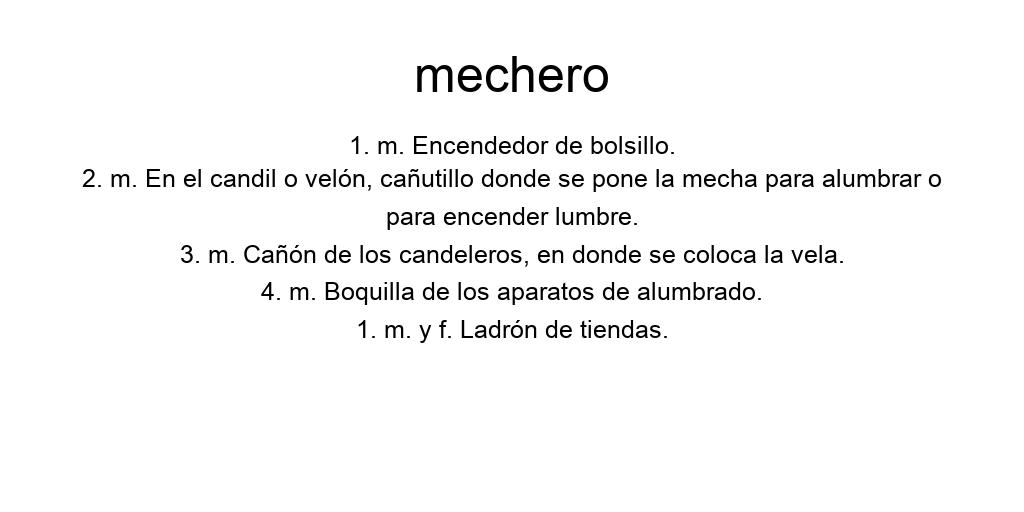 mechero
1. m. Encendedor de bolsillo.
2. m. En el candil o velón, cañutillo donde se pone la mecha para alumbrar o
para encender lumbre.
3. m. Cañón de los candeleros, en donde se coloca la vela.
4. m. Boquilla de los aparatos de alumbrado.
1. m. y f. Ladrón de tiendas.